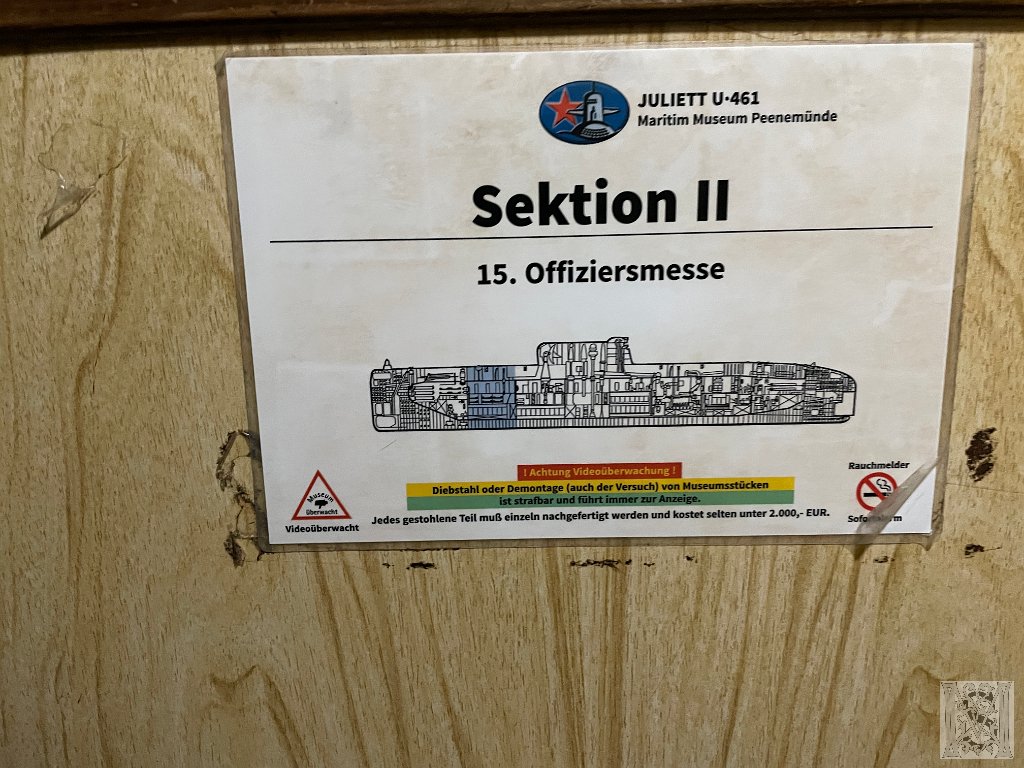 JULIETT U·461
Maritim Museum Peenemünde
Sektion II
15. Offiziersmesse
! Achtung Videoüberwachung !
Diebstahl oder Demontage (auch der Versuch) von Museumsstücken
ist strafbar und führt immer zur Anzeige.
Jedes gestohlene Teil muß einzeln nachgefertigt werden und kostet selten unter 2.000,- EUR.
Museum
überwacht
Videoüberwacht
Rauchmelder
Sofortalarm